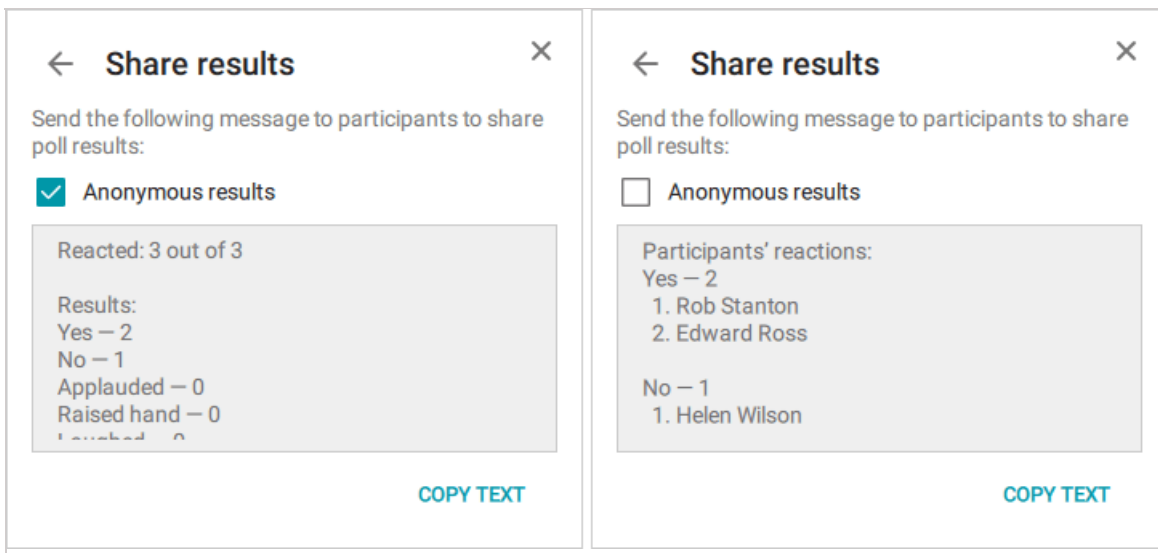 Share results
Send the following message to participants to share
poll results:
Anonymous results
Reacted: 3 out of 3
Results:
Yes — 2
No — 1
Applauded — 0
Raised hand — 0
COPY TEXT
Share results
Send the following message to participants to share
poll results:
Anonymous results
Participants’ reactions:
Yes — 2
1. Rob Stanton
2. Edward Ross
No — 1
1. Helen Wilson
COPY TEXT